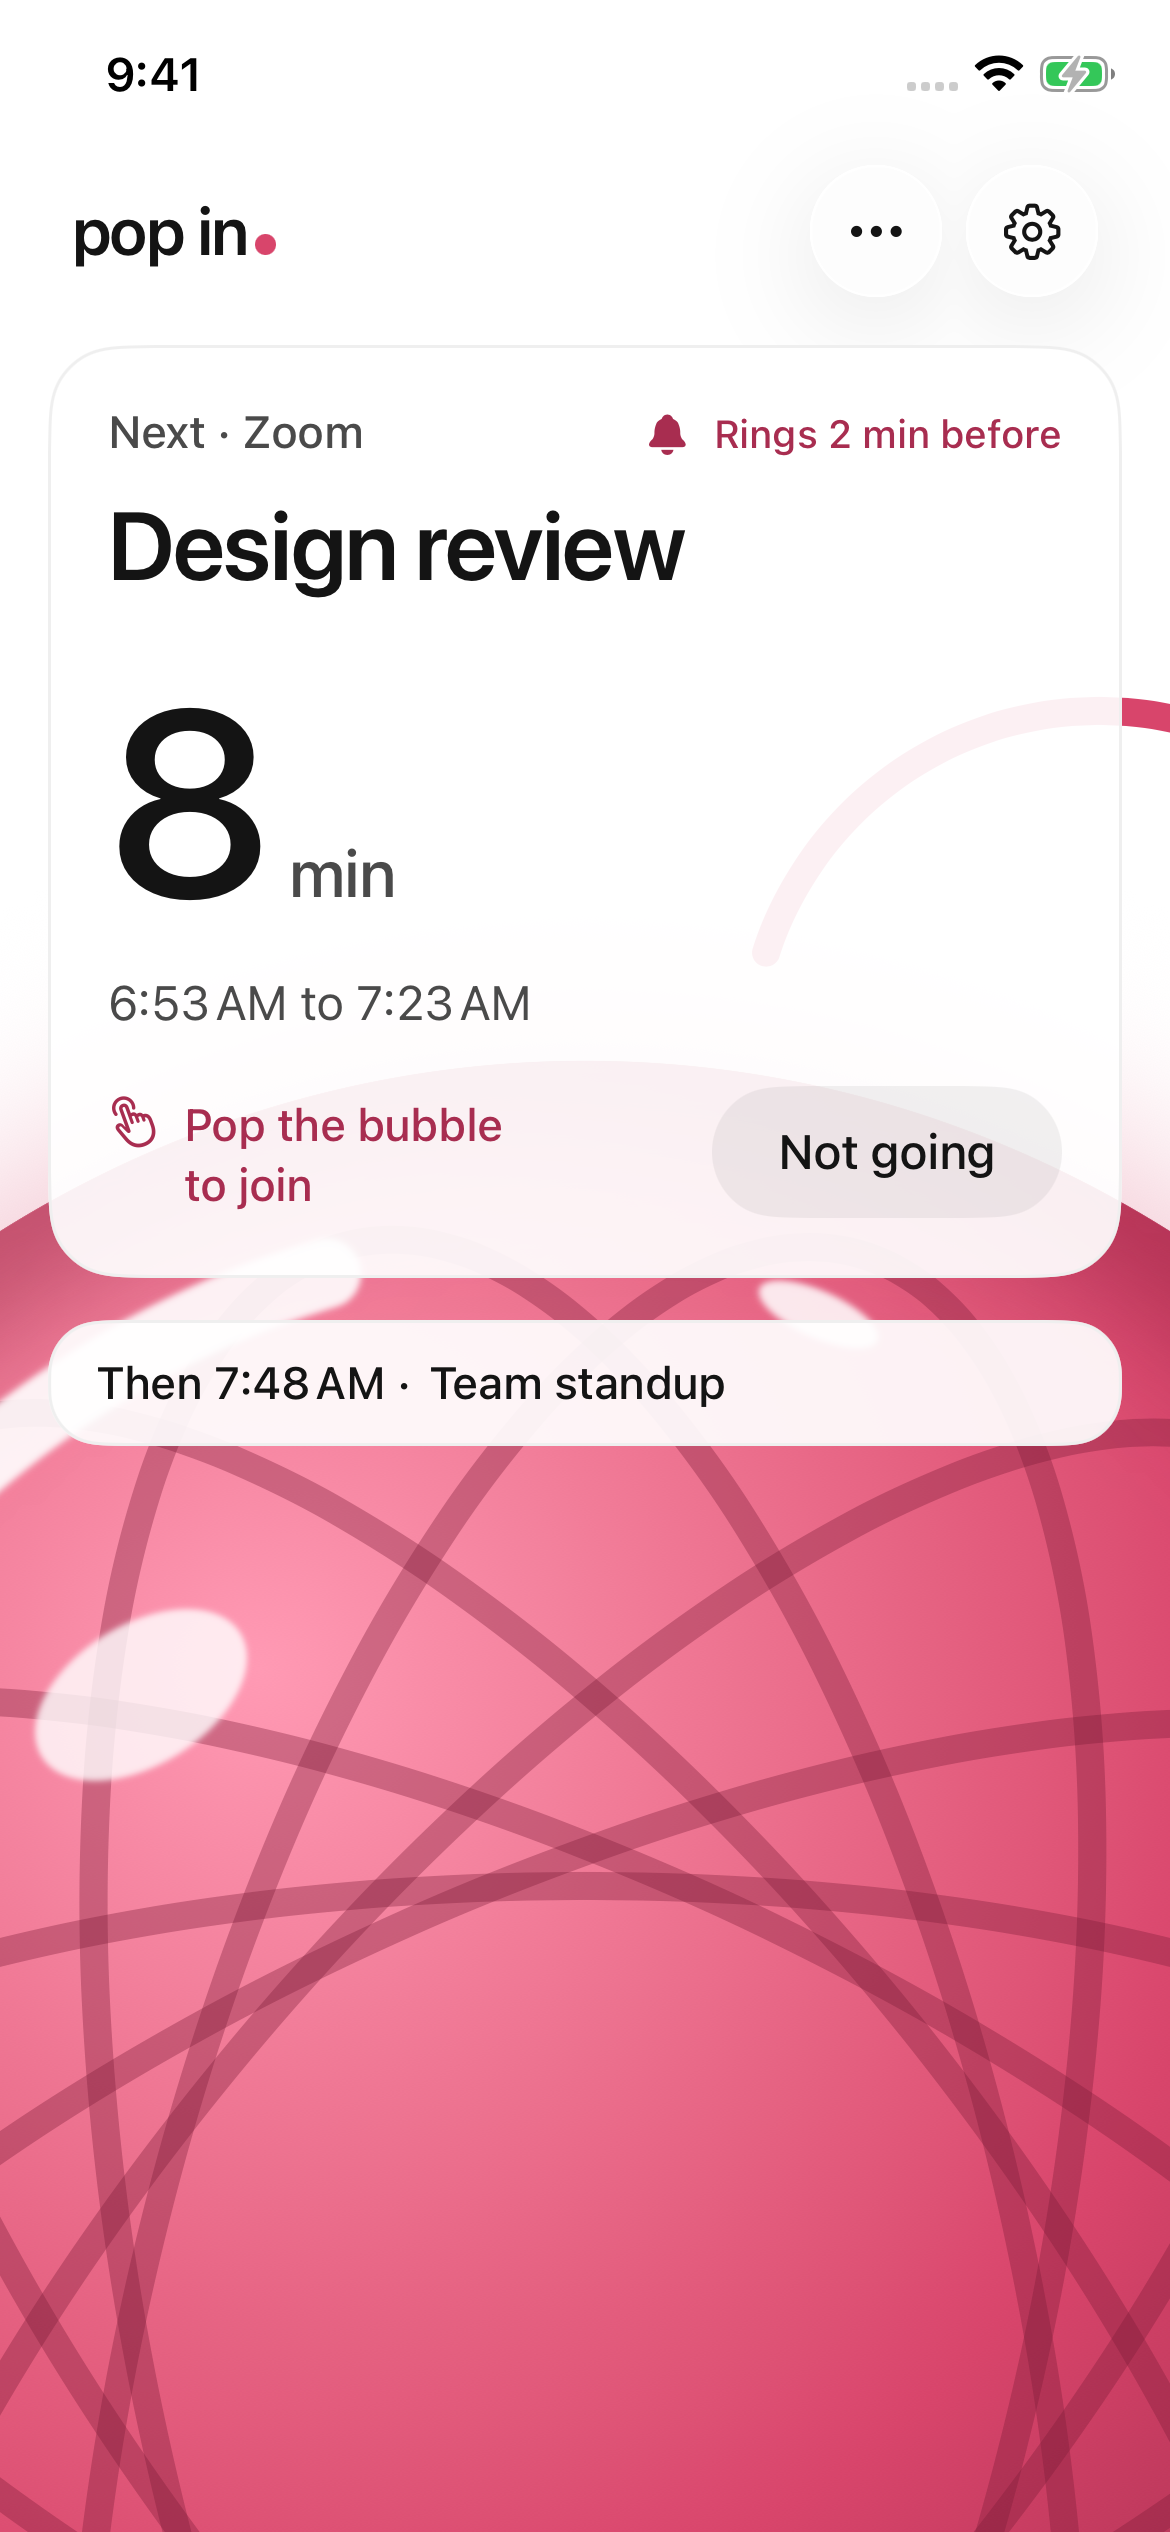 9:41
pop in
Next · Zoom
Rings 2 min before
Design review
8 min
6:53 AM to 7:23 AM
Pop the bubble
to join
Not going
Then 7:48 AM · Team standup